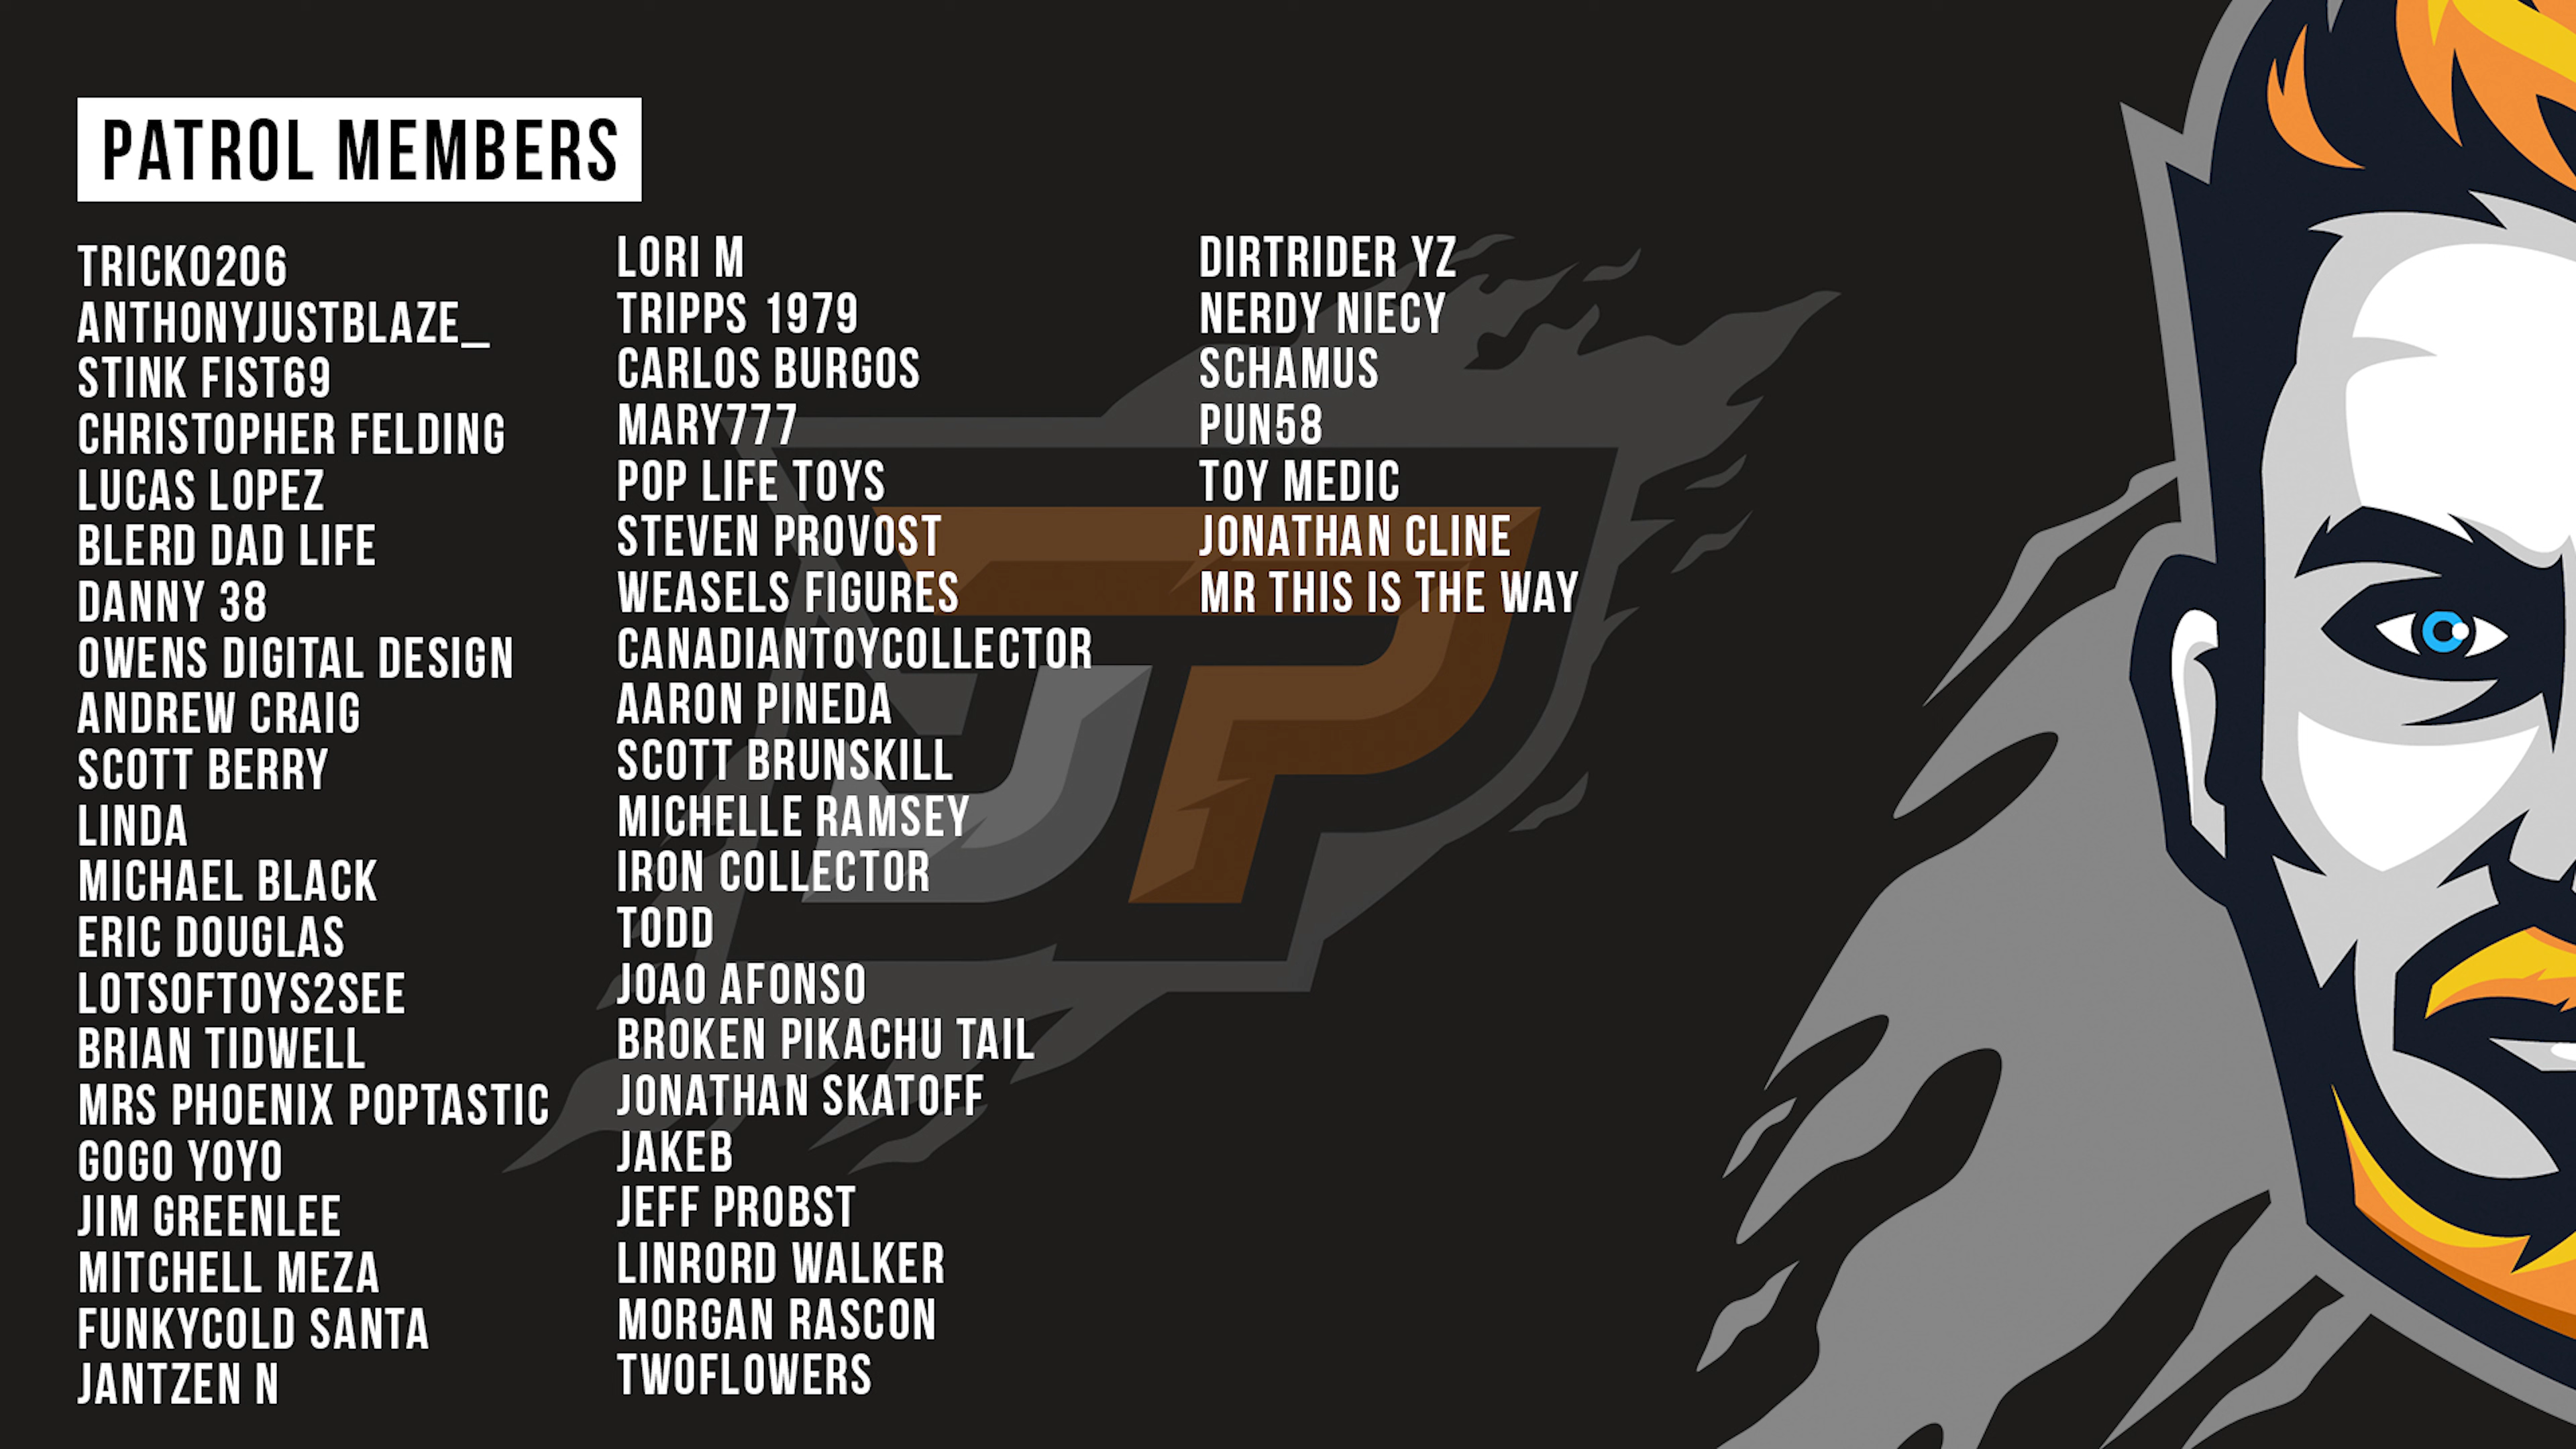 PATROL MEMBERS
TRICKO206
ANTHONYJUSTBLAZE_
STINK FIST69
CHRISTOPHER FELDING
LUCAS LOPEZ
BLERD DAD LIFE
DANNY 38
OWENS DIGITAL DESIGN
ANDREW CRAIG
SCOTT BERRY
LINDA
MICHAEL BLACK
ERIC DOUGLAS
LOTSOFTOYS2SEE
BRIAN TIDWELL
MRS PHOENIX POPTASTIC
GOGO YOYO
JIM GREENLEE
MITCHELL MEZA
FUNKYCOLD SANTA
JANTZEN N
LORI M
TRIPPS 1979
CARLOS BURGOS
MARY777
POP LIFE TOYS
STEVEN PROVOST
WEASELS FIGURES
CANADIANTOYCOLLECTOR
AARON PINEDA
SCOTT BRUNSKILL
MICHELLE RAMSEY
IRON COLLECTOR
TODD
JOAO AFONSO
BROKEN PIKACHU TAIL
JONATHAN SKATOFF
JAKEB
JEFF PROBST
LINRORD WALKER
MORGAN RASCON
TWOFLOWERS
DIRTRIDER YZ
NERDY NIECY
SCHAMUS
PUN58
TOY MEDIC
JONATHAN CLINE
MR THIS IS THE WAY
JP